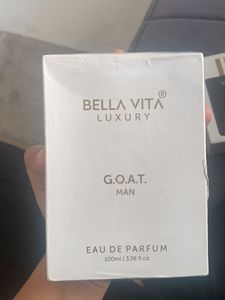 BELLA VITA®
LUXURY
G.O.A.T.
MAN
EAU DE PARFUM
100ml | 3.38 fl.oz